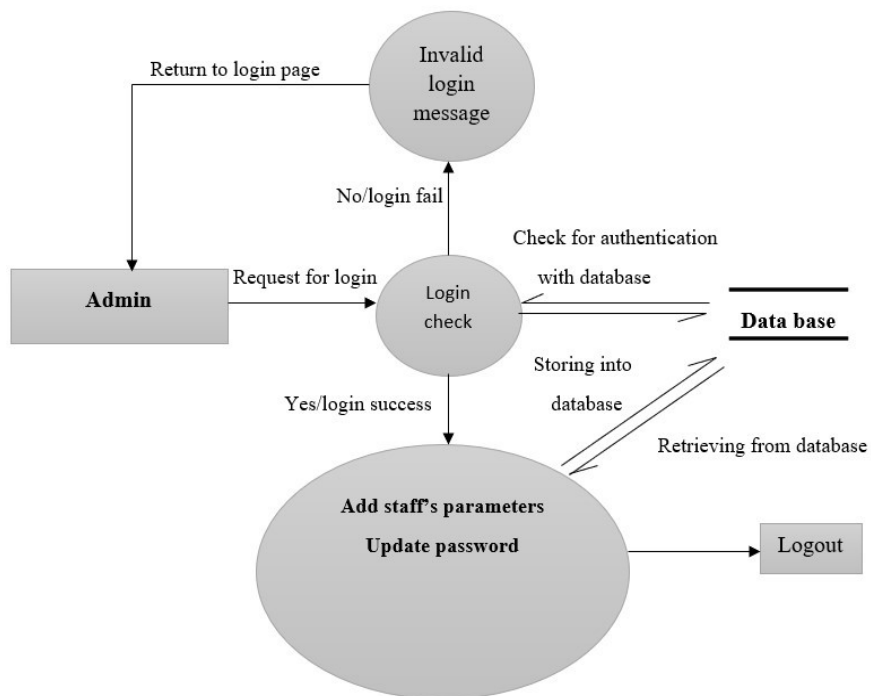 Invalid
login
message
Return to login page
No/login fail
Check for authentication
with database
Admin
Request for login
Login
check
Data base
Yes/login success
Storing into
database
Retrieving from database
Add staff’s parameters
Update password
Logout